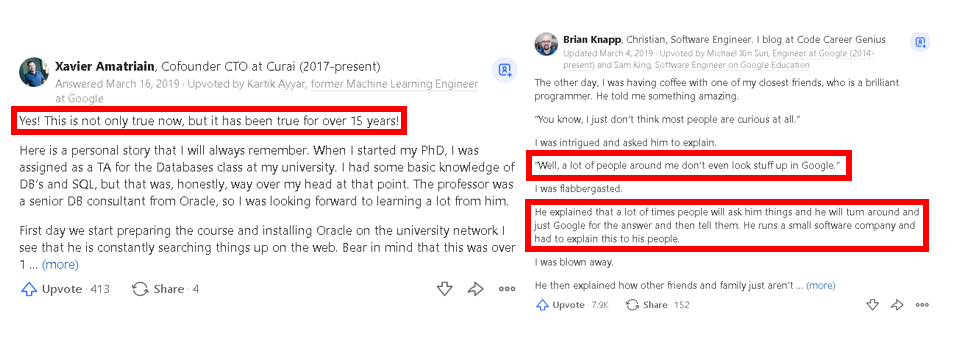 Xavier Amatriain, Cofounder CTO at Curai (2017-present)
Answered March 16, 2019 · Upvoted by Kartik Ayyar, former Machine Learning Engineer
at Google
Yes! This is not only true now, but it has been true for over 15 years!
Here is a personal story that I will always remember. When I started my PhD, I was
assigned as a TA for the Databases class at my university. I had some basic knowledge of
DB's and SQL, but that was, honestly, way over my head at that point. The professor was
a senior DB consultant from Oracle, so I was looking forward to learning a lot from him.
First day we start preparing the course and installing Oracle on the university network I
see that he is constantly searching things up on the web. Bear in mind that this was over
1 ... (more)
Upvote · 413
Share · 4
Brian Knapp, Christian, Software Engineer. I blog at Code Career Genius
Updated March 4, 2019 · Upvoted by Michael Xin Sun, Engineer at Google (2014-
present) and Sam King, Software Engineer on Google Education
The other day, I was having coffee with one of my closest friends, who is a brilliant
programmer. He told me something amazing.
“You know, I just don’t think most people are curious at all.”
I was intrigued and asked him to explain.
“Well, a lot of people around me don’t even look stuff up in Google.”
I was flabbergasted.
He explained that a lot of times people will ask him things and he will turn around and
just Google for the answer and then tell them. He runs a small software company and
had to explain this to his people.
I was blown away.
He then explained how other friends and family just aren’t ... (more)
Upvote · 7.9K
Share · 152